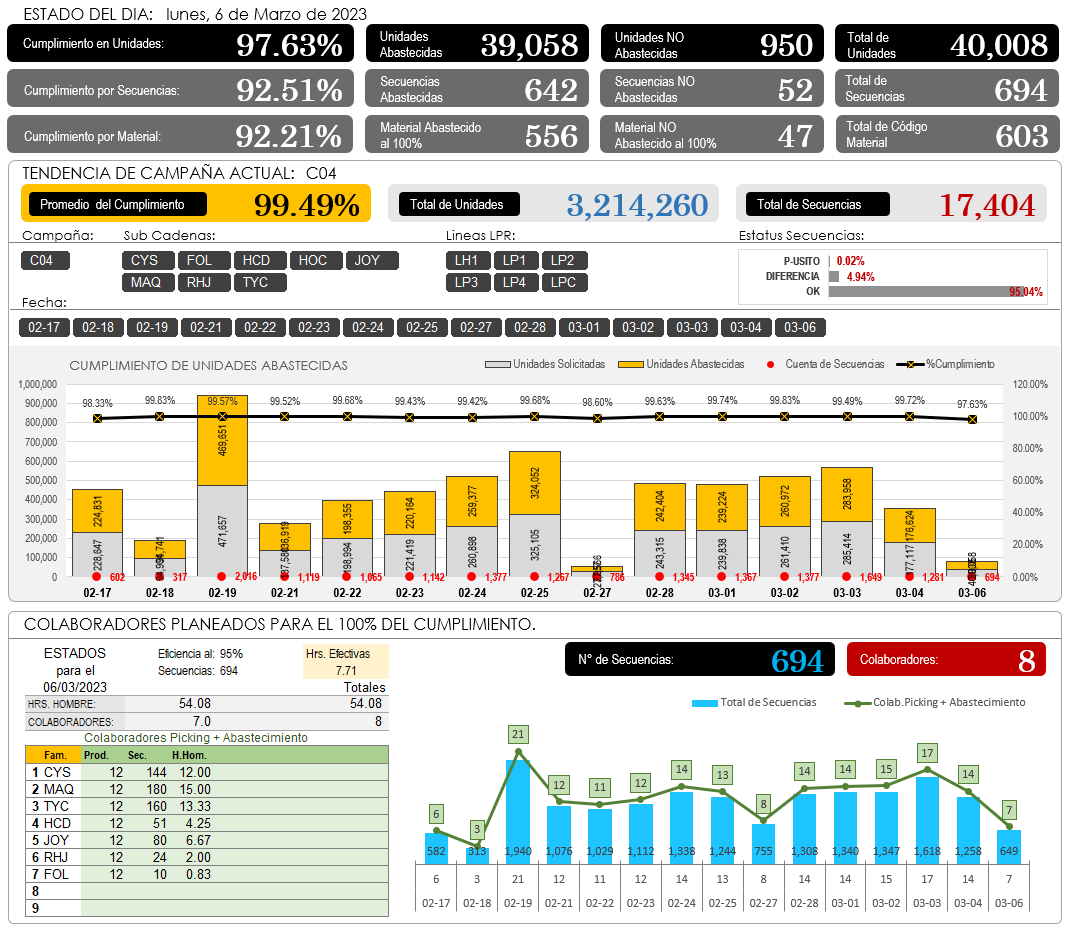 ESTADO DEL DIA: lunes, 6 de Marzo de 2023
Cumplimiento en Unidades: 97.63% Unidades Abastecidas 39,058 Unidades NO Abastecidas 950 Total de Unidades 40,008
Cumplimiento por Secuencias: 92.51% Secuencias Abastecidas 642 Secuencias NO Abastecidas 52 Total de Secuencias 694
Cumplimiento por Material: 92.21% Material Abastecido al 100% 556 Material NO Abastecido al 100% 47 Total de Código Material 603
TENDENCIA DE CAMPAÑA ACTUAL: C04
Promedio del Cumplimiento 99.49% Total de Unidades 3,214,260 Total de Secuencias 17,404
Campaña: Sub Cadenas: Lineas LPR: Estatus Secuencias:
C04 CYS FOL HCD HOC JOY LH1 LP1 LP2
MAQ RHJ TYC LP3 LP4 LPC
P-USITO 0.02%
DIFERENCIA 4.94%
OK 95.04%
Fecha:
02-17 02-18 02-19 02-21 02-22 02-23 02-24 02-25 02-27 02-28 03-01 03-02 03-03 03-04 03-06
CUMPLIMIENTO DE UNIDADES ABASTECIDAS Unidades Solicitadas Unidades Abastecidas Cuenta de Secuencias %Cumplimiento
1,000,000
900,000
800,000
700,000
600,000
500,000
400,000
300,000
200,000
100,000
0
120.00%
100.00%
80.00%
60.00%
40.00%
20.00%
0.00%
98.33% 99.83% 99.57% 99.52% 99.68% 99.43% 99.42% 99.68% 98.60% 99.63% 99.74% 99.83% 99.49% 99.72% 97.63%
224,831 469,651 198,355 220,164 259,377 324,052 242,404 239,224 260,972 283,958 176,624
228,647 471,657 198,994 221,419 260,898 325,105 243,315 239,838 261,410 285,414 177,117
602 317 2,016 1,119 1,065 1,142 1,377 1,267 786 1,345 1,367 1,377 1,649 1,281 694
02-17 02-18 02-19 02-21 02-22 02-23 02-24 02-25 02-27 02-28 03-01 03-02 03-03 03-04 03-06
COLABORADORES PLANEADOS PARA EL 100% DEL CUMPLIMIENTO.
ESTADOS Eficiencia al: 95% Hrs. Efectivas
para el Secuencias: 694 7.71
06/03/2023 Totales
HRS. HOMBRE: 54.08 54.08
COLABORADORES: 7.0 8
Colaboradores Picking + Abastecimiento
Fam. Prod. Sec. H.Hom.
1 CYS 12 144 12.00
2 MAQ 12 180 15.00
3 TYC 12 160 13.33
4 HCD 12 51 4.25
5 JOY 12 80 6.67
6 RHJ 12 24 2.00
7 FOL 12 10 0.83
8
9
N° de Secuencias: 694 Colaboradores: 8
Total de Secuencias Colab.Picking + Abastecimiento
6 3 21 12 11 12 14 13 8 14 14 15 17 14 7
582 313 1,940 1,076 1,029 1,112 1,338 1,244 755 1,308 1,340 1,347 1,618 1,258 649
6 3 21 12 11 12 14 13 8 14 14 15 17 14 7
02-17 02-18 02-19 02-21 02-22 02-23 02-24 02-25 02-27 02-28 03-01 03-02 03-03 03-04 03-06